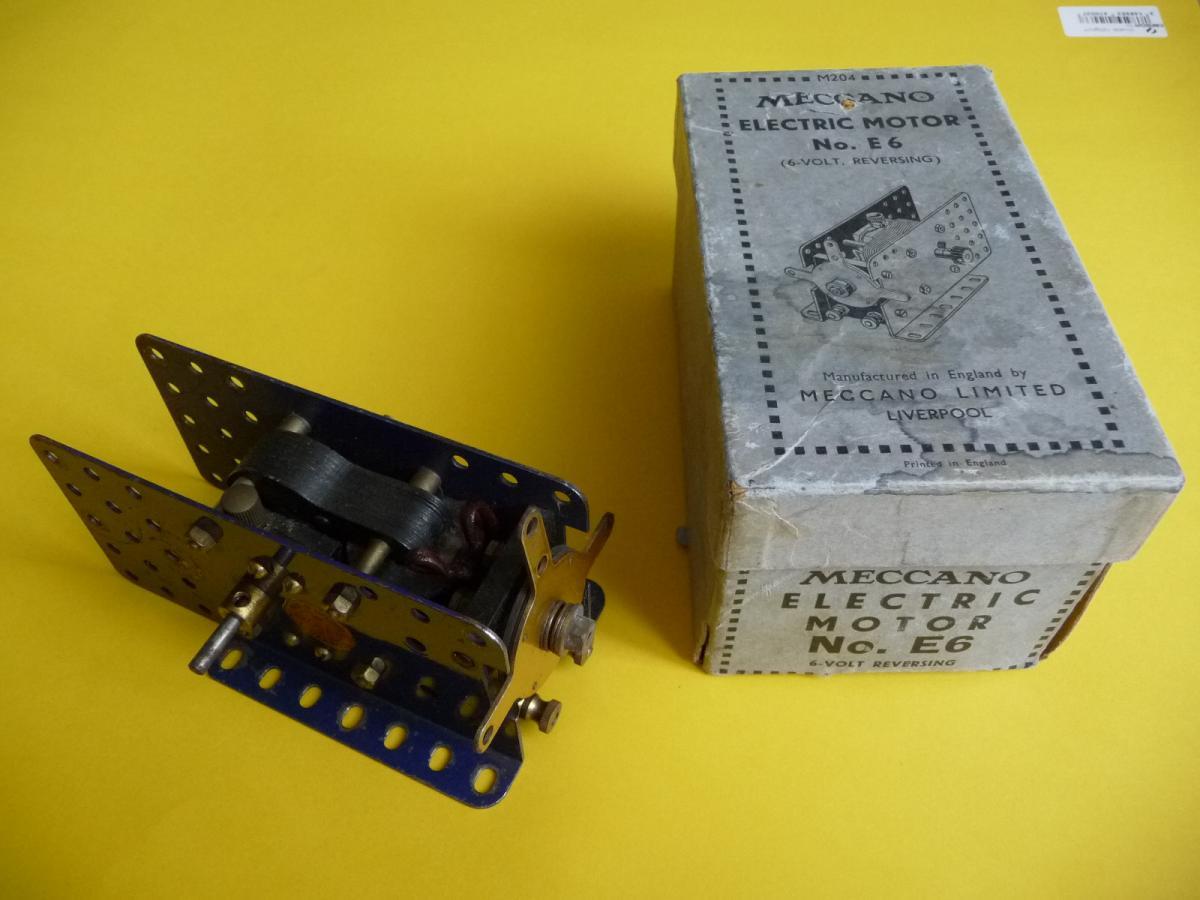 M204
MECCANO
ELECTRIC MOTOR
No. E6
(6-VOLT, REVERSING)
Manufactured in England by
MECCANO LIMITED
LIVERPOOL
Printed in England
MECCANO
ELECTRIC
MOTOR
No. E6
6-VOLT REVERSING